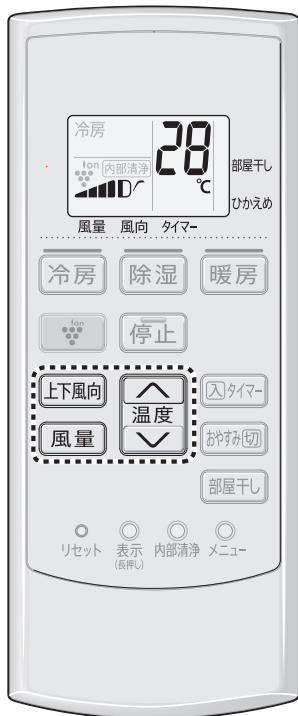 冷房
28
ion 内部清浄
℃
部屋干し
ひかえめ
風量 風向 タイマー
冷房 除湿 暖房
ion 停止
上下風向 温度 入タイマー
風量 おやすみ切
部屋干し
リセット 表示 内部清浄 メニュー
(長押し)